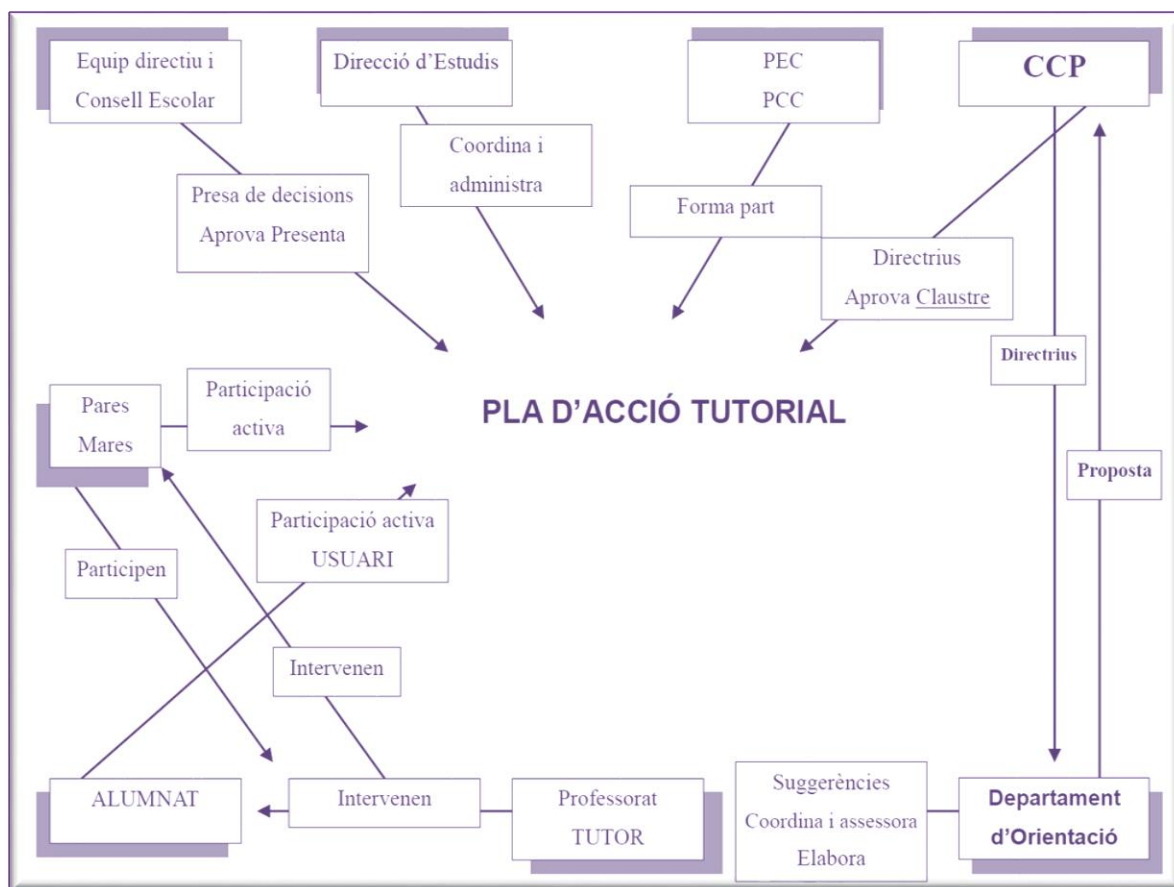 Equip directiu i
Consell Escolar
Direcció d'Estudis
PEC
PCC
CCP
Coordina i
administra
Presa de decisions
Aprova Presenta
Forma part
Directrius
Aprova Claustre
Directrius
Pares
Mares
Participació
activa
PLA D'ACCIÓ TUTORIAL
Proposta
Participació activa
USUARI
Participen
Intervenen
ALUMNAT
Intervenen
Professorat
TUTOR
Suggerències
Coordina i assessora
Elabora
Departament
d'Orientació